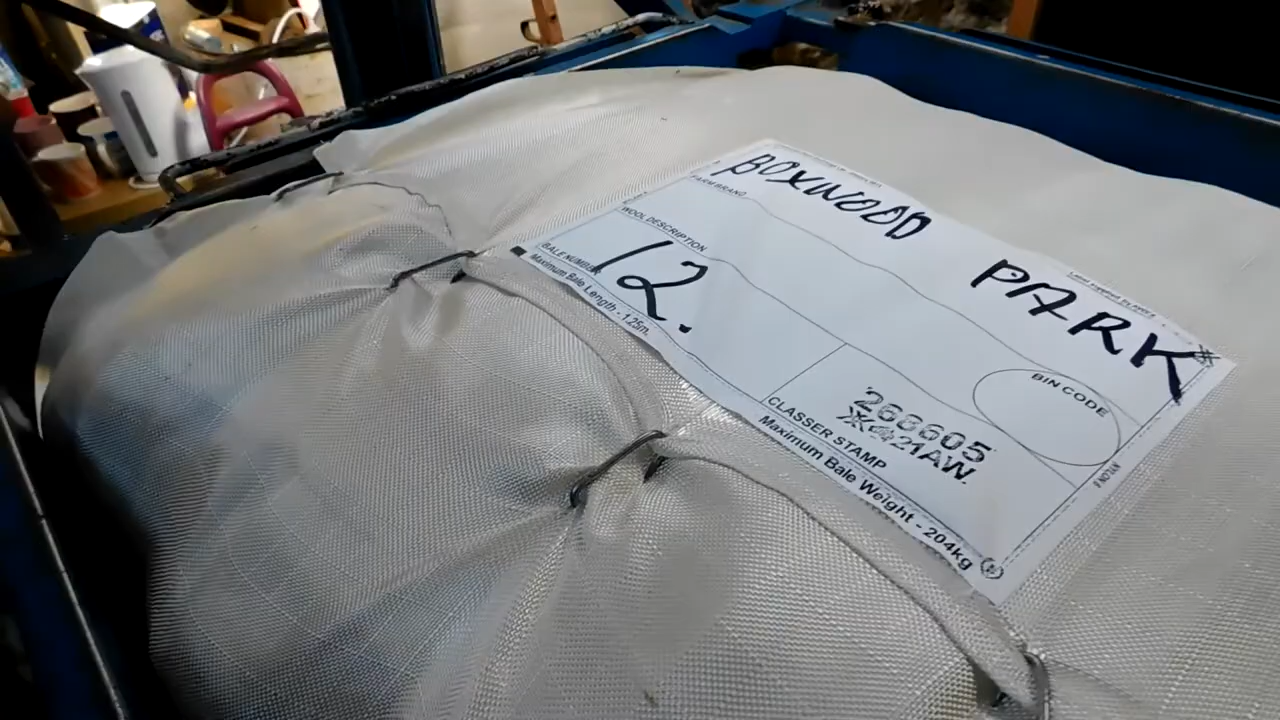 BOXWOOD PARK
FARM BRAND
WOOL DESCRIPTION
BALE NUMBER
12.
BIN CODE
268605
21AW.
CLASSER STAMP
Maximum Bale Length - 1.25m.
Maximum Bale Weight - 204kg